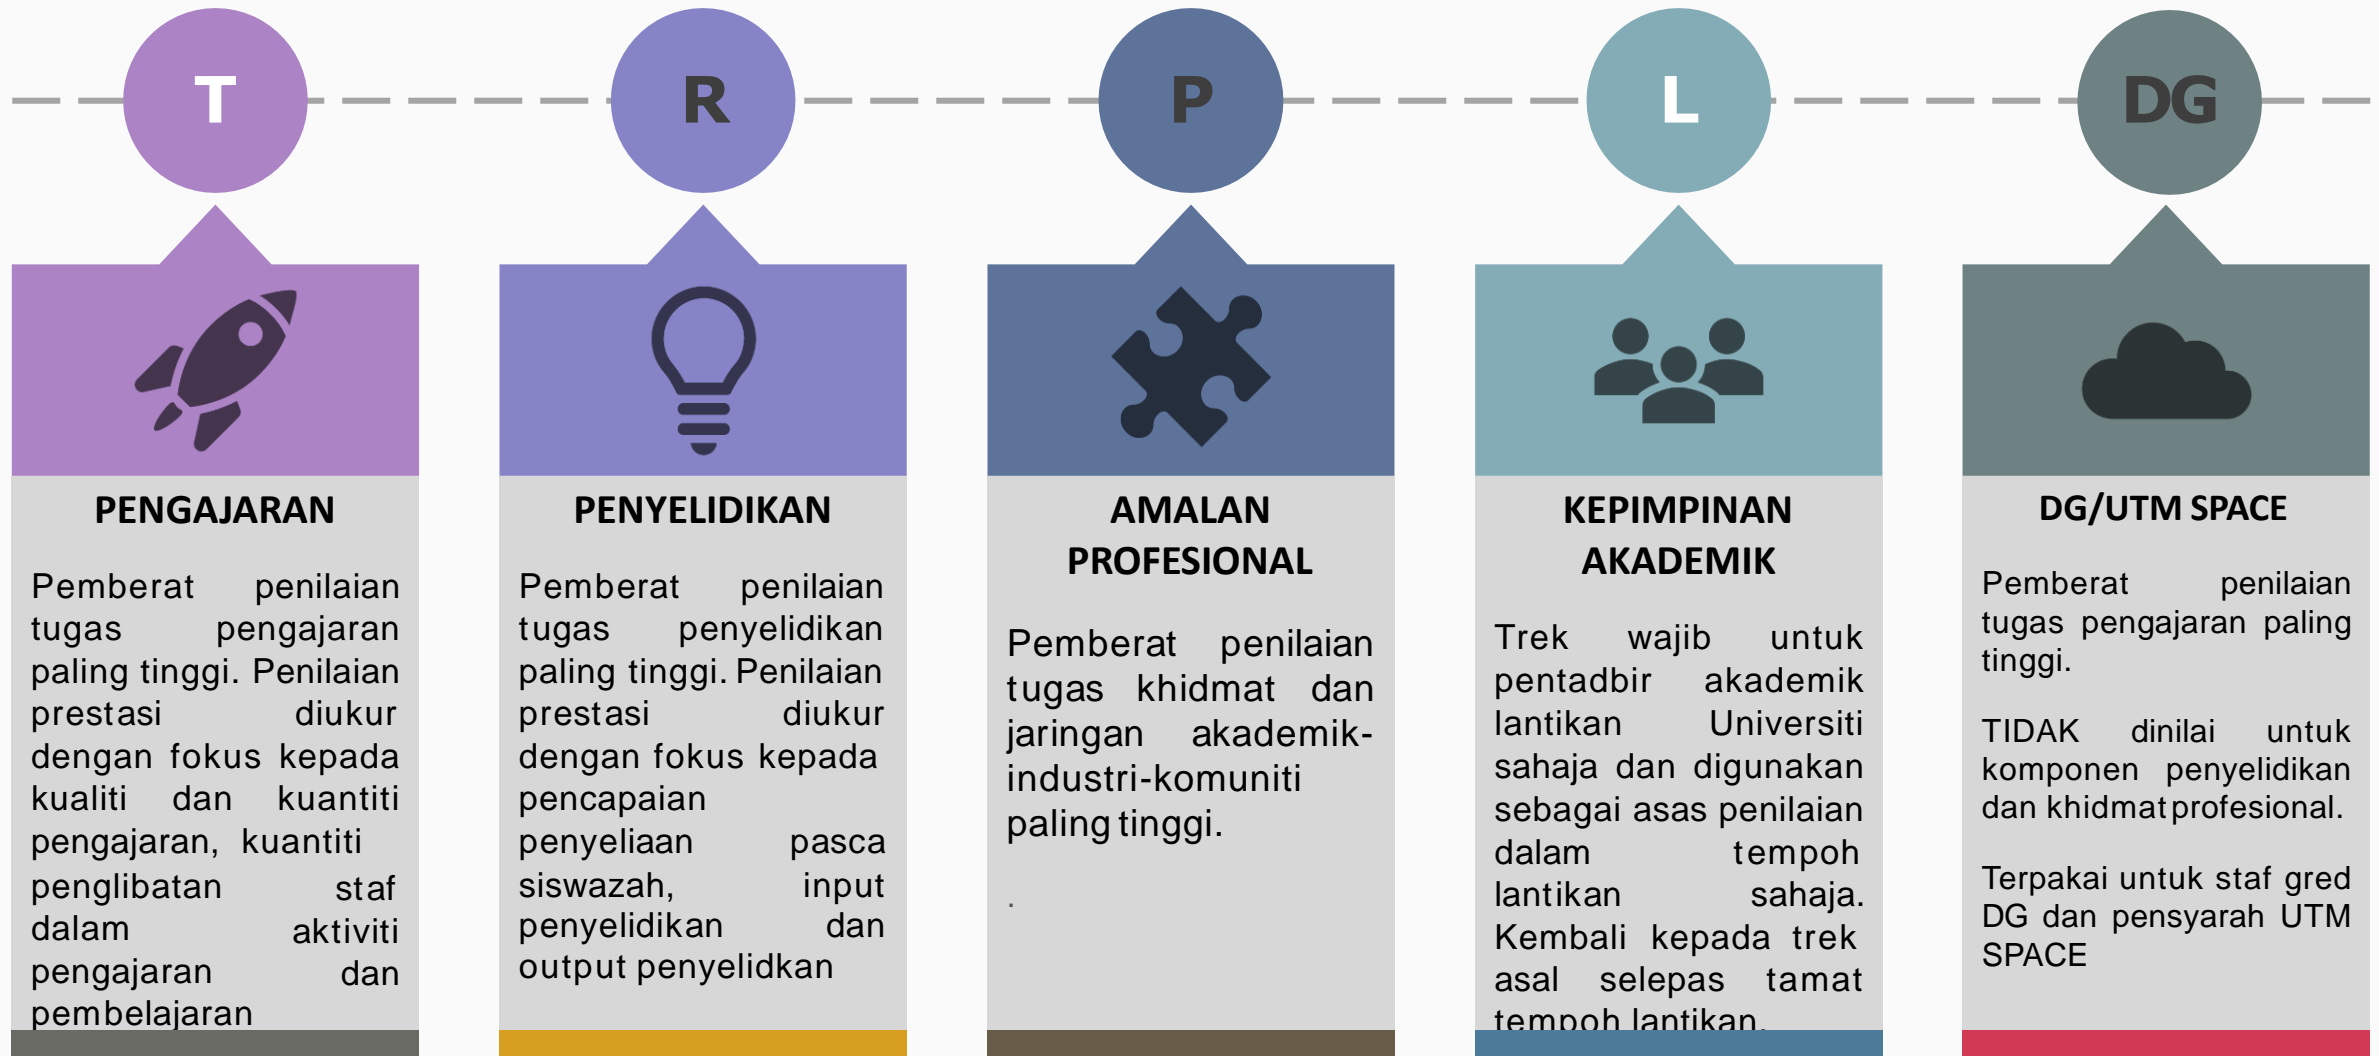 T
PENGAJARAN
Pemberat penilaian
tugas pengajaran
paling tinggi. Penilaian
prestasi diukur
dengan fokus kepada
kualiti dan kuantiti
pengajaran, kuantiti
penglibatan staf
dalam aktiviti
pengajaran dan
pembelajaran
R
PENYELIDIKAN
Pemberat penilaian
tugas penyelidikan
paling tinggi. Penilaian
prestasi diukur
dengan fokus kepada
pencapaian
penyeliaan pasca
siswazah, input
penyelidikan dan
output penyelidkan
P
AMALAN
PROFESIONAL
Pemberat penilaian
tugas khidmat dan
jaringan akademik-
industri-komuniti
paling tinggi.
.
L
KEPIMPINAN
AKADEMIK
Trek wajib untuk
pentadbir akademik
lantikan Universiti
sahaja dan digunakan
sebagai asas penilaian
dalam tempoh
lantikan sahaja.
Kembali kepada trek
asal selepas tamat
tempoh lantikan.
DG
DG/UTM SPACE
Pemberat penilaian
tugas pengajaran paling
tinggi.
TIDAK dinilai untuk
komponen penyelidikan
dan khidmat profesional.
Terpakai untuk staf gred
DG dan pensyarah UTM
SPACE